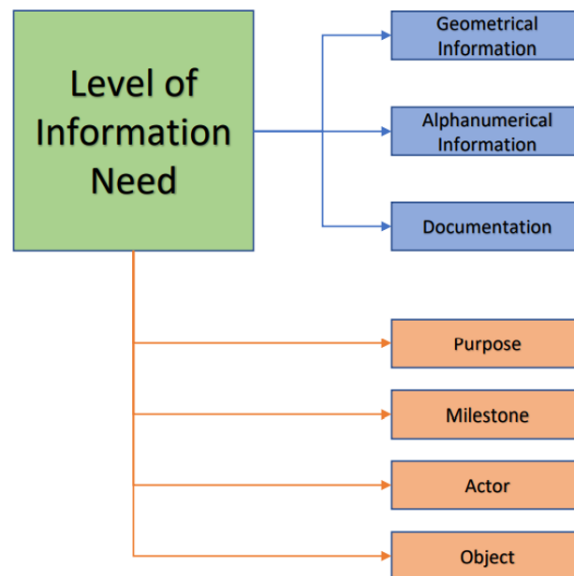 Level of
Information
Need
Geometrical
Information
Alphanumerical
Information
Documentation
Purpose
Milestone
Actor
Object